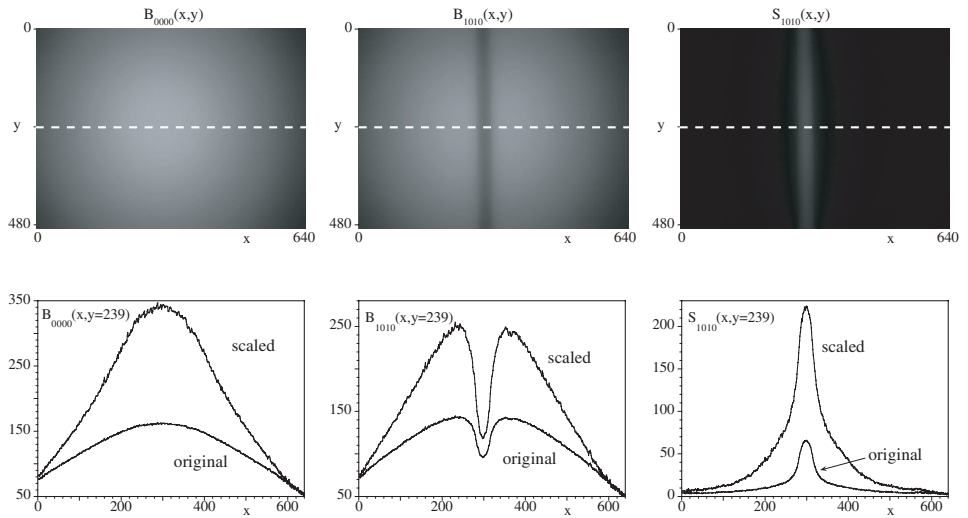 B0000(x,y)
B1010(x,y)
S1010(x,y)
0
y
480
0 x 640
0
y
480
0 x 640
0
y
480
0 x 640
B0000(x,y=239)
350
250
150
50
scaled
original
0 200 400 600
x
B1010(x,y=239)
250
150
50
scaled
original
0 200 400 600
x
S1010(x,y=239)
200
150
100
50
0
scaled
original
0 200 400 600
x